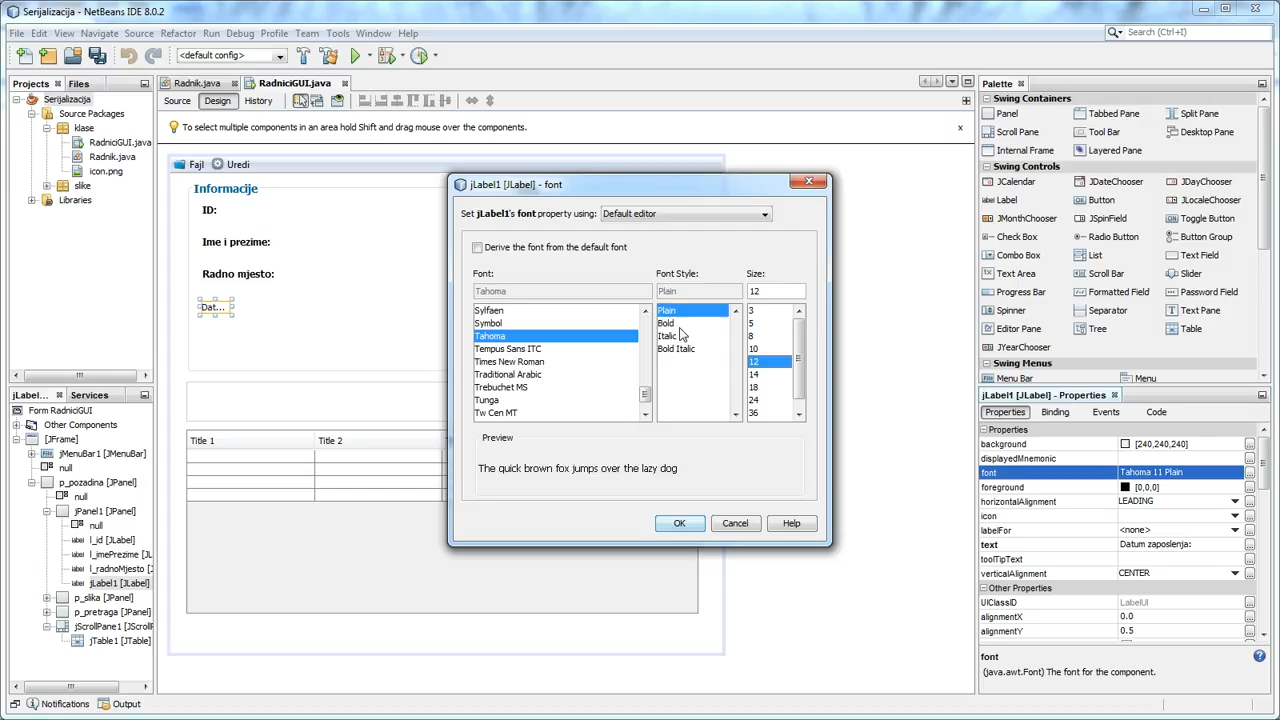 Serijalizacija - NetBeans IDE 8.0.2
File Edit View Navigate Source Refactor Run Debug Profile Team Tools Window Help
Search (Ctrl+I)
<default config>
Projects Files
Serijalizacija
Source Packages
klase
RadniciGUI.java
Radnik.java
icon.png
slike
Libraries
jLabel... Services
Form RadniciGUI
Other Components
[JFrame]
jMenuBar1 [JMenuBar]
null
p_pozadina [JPanel]
null
jPanel1 [JPanel]
null
l_id [JLabel]
l_imePrezime [JLabel
l_radnoMjesto [JLabel
jLabel1 [JLabel]
p_slika [JPanel]
p_pretraga [JPanel]
jScrollPane1 [JScrollP
jTable1 [JTable]
Radnik.java RadniciGUI.java
Source Design History
To select multiple components in an area hold Shift and drag mouse over the components.
x
Fajl Uredi
Informacije
ID:
Ime i prezime:
Radno mjesto:
Dat...
Title 1 Title 2
jLabel1 [JLabel] - font
Set jLabel1's font property using: Default editor
Derive the font from the default font
Font: Font Style: Size:
Tahoma Plain 12
Sylfaen Plain 3
Symbol Bold 5
Tahoma Italic 8
Tempus Sans ITC Bold Italic 10
Times New Roman 12
Traditional Arabic 14
Trebuchet MS 18
Tunga 24
Tw Cen MT 36
Preview
The quick brown fox jumps over the lazy dog
OK Cancel Help
Palette
Swing Containers
Panel Tabbed Pane Split Pane
Scroll Pane Tool Bar Desktop Pane
Internal Frame Layered Pane
Swing Controls
JCalendar JDateChooser JDayChooser
Label Button JLocaleChooser
JMonthChooser JSpinField Toggle Button
Check Box Radio Button Button Group
Combo Box List Text Field
Text Area Scroll Bar Slider
Progress Bar Formatted Field Password Field
Spinner Separator Text Pane
Editor Pane Tree Table
JYearChooser
Swing Menus
Menu Bar Menu
jLabel1 [JLabel] - Properties
Properties Binding Events Code
Properties
background [240,240,240]
displayedMnemonic
font Tahoma 11 Plain
foreground [0,0,0]
horizontalAlignment LEADING
icon
labelFor <none>
text Datum zaposlenja:
toolTipText
verticalAlignment CENTER
Other Properties
UIClassID LabelUI
alignmentX 0.0
alignmentY 0.5
font
(java.awt.Font) The font for the component.
Notifications Output